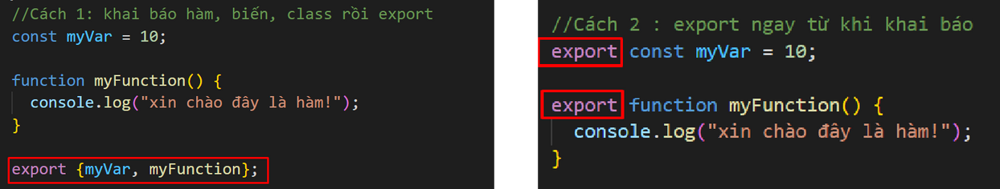 //Cách 1: khai báo hàm, biến, class rồi export
const myVar = 10;
function myFunction() {
console.log("xin chào đây là hàm!");
}
export {myVar, myFunction};
//Cách 2 : export ngay từ khi khai báo
export const myVar = 10;
export function myFunction() {
console.log("xin chào đây là hàm!");
}